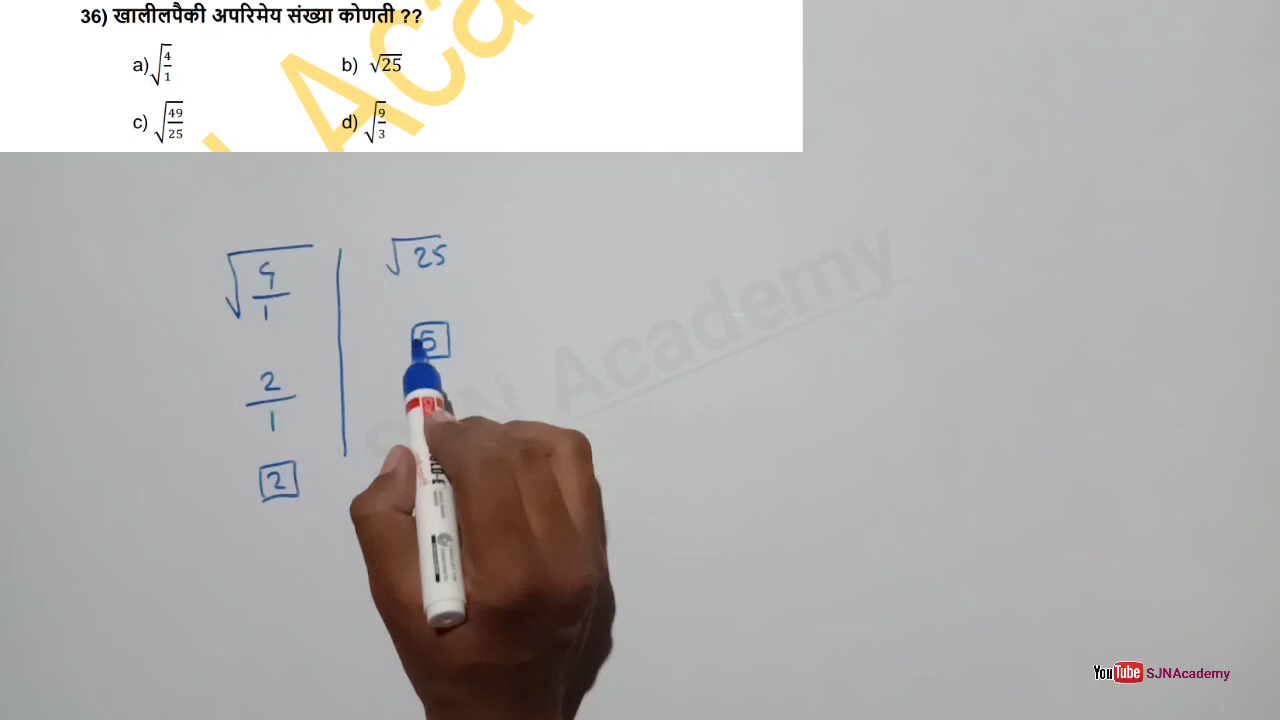 36) खालीलपैकी अपरिमेय संख्या कोणती ??
a) √4/1 b) √25
c) √49/25 d) √9/3
√4/1 √25
5
2/1
2
SJN Academy
YouTube SJNAcademy